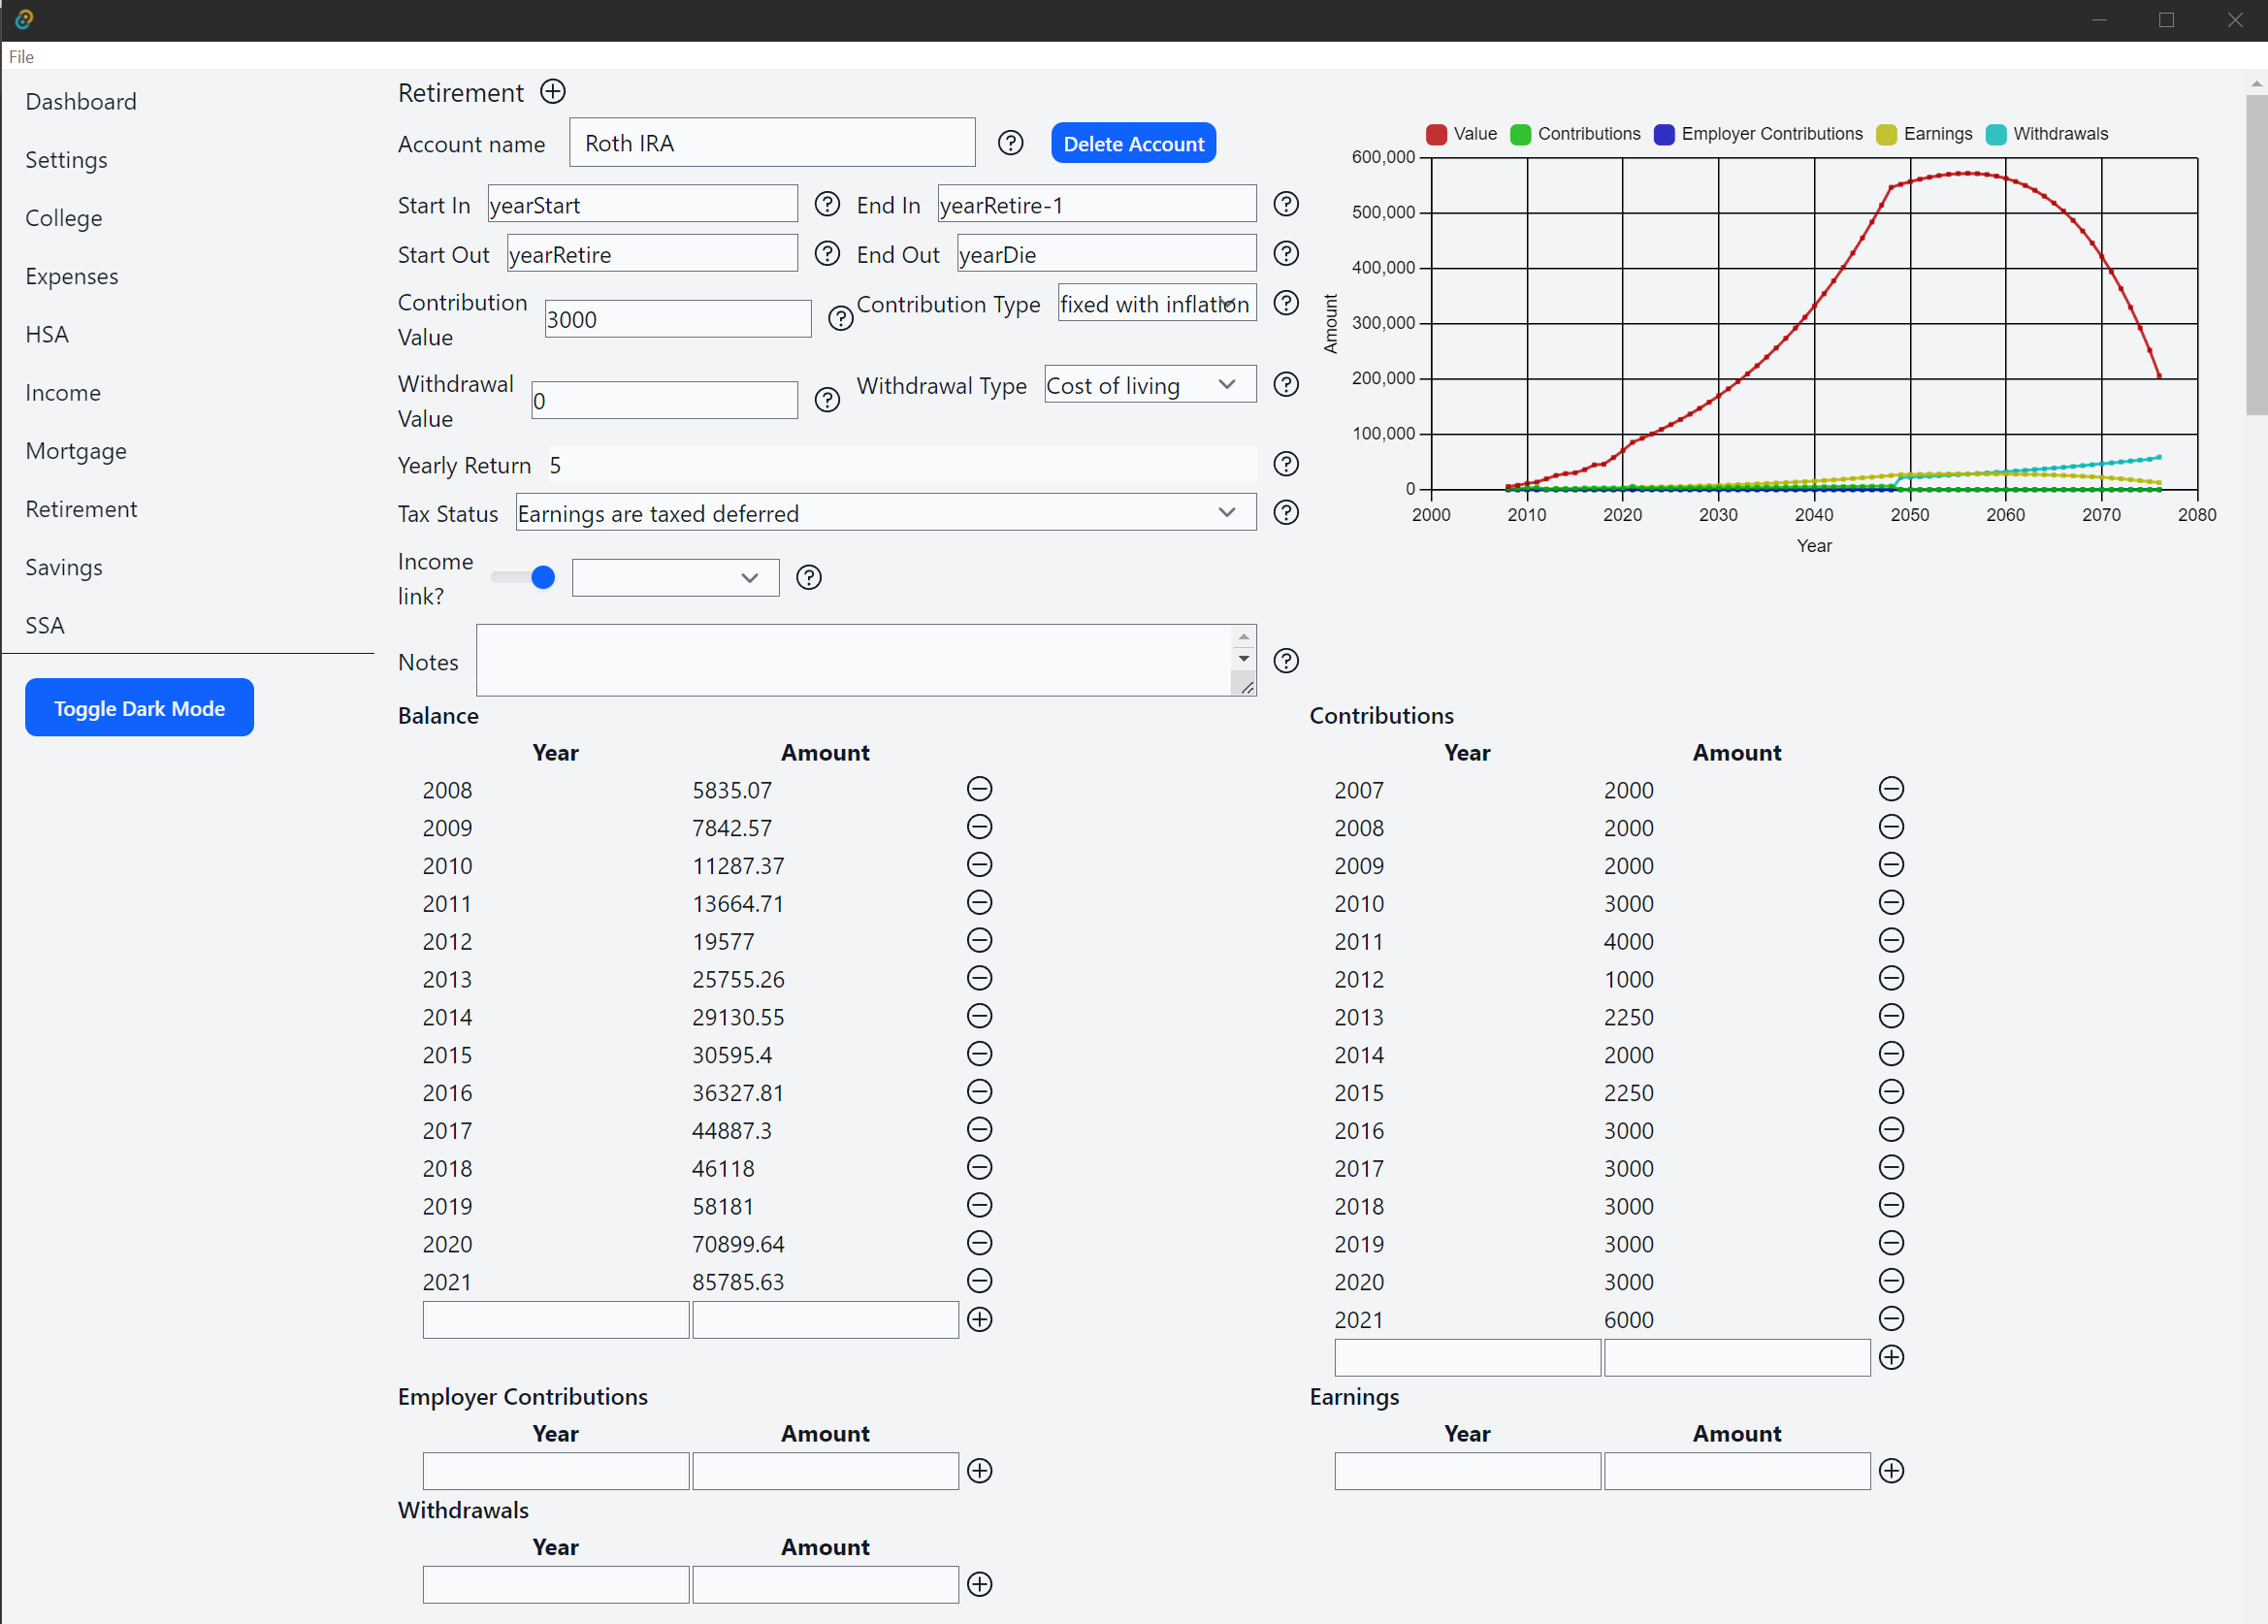 File
Dashboard
Settings
College
Expenses
HSA
Income
Mortgage
Retirement
Savings
SSA
Toggle Dark Mode
Retirement
Account name Roth IRA Delete Account
Start In yearStart End In yearRetire-1
Start Out yearRetire End Out yearDie
Contribution Value 3000 Contribution Type fixed with inflation
Withdrawal Value 0 Withdrawal Type Cost of living
Yearly Return 5
Tax Status Earnings are taxed deferred
Income link?
Notes
Value Contributions Employer Contributions Earnings Withdrawals
600,000
500,000
400,000
300,000
200,000
100,000
0
Amount
2000 2010 2020 2030 2040 2050 2060 2070 2080
Year
Balance
Year Amount
2008 5835.07
2009 7842.57
2010 11287.37
2011 13664.71
2012 19577
2013 25755.26
2014 29130.55
2015 30595.4
2016 36327.81
2017 44887.3
2018 46118
2019 58181
2020 70899.64
2021 85785.63
Contributions
Year Amount
2007 2000
2008 2000
2009 2000
2010 3000
2011 4000
2012 1000
2013 2250
2014 2000
2015 2250
2016 3000
2017 3000
2018 3000
2019 3000
2020 3000
2021 6000
Employer Contributions
Year Amount
Earnings
Year Amount
Withdrawals
Year Amount